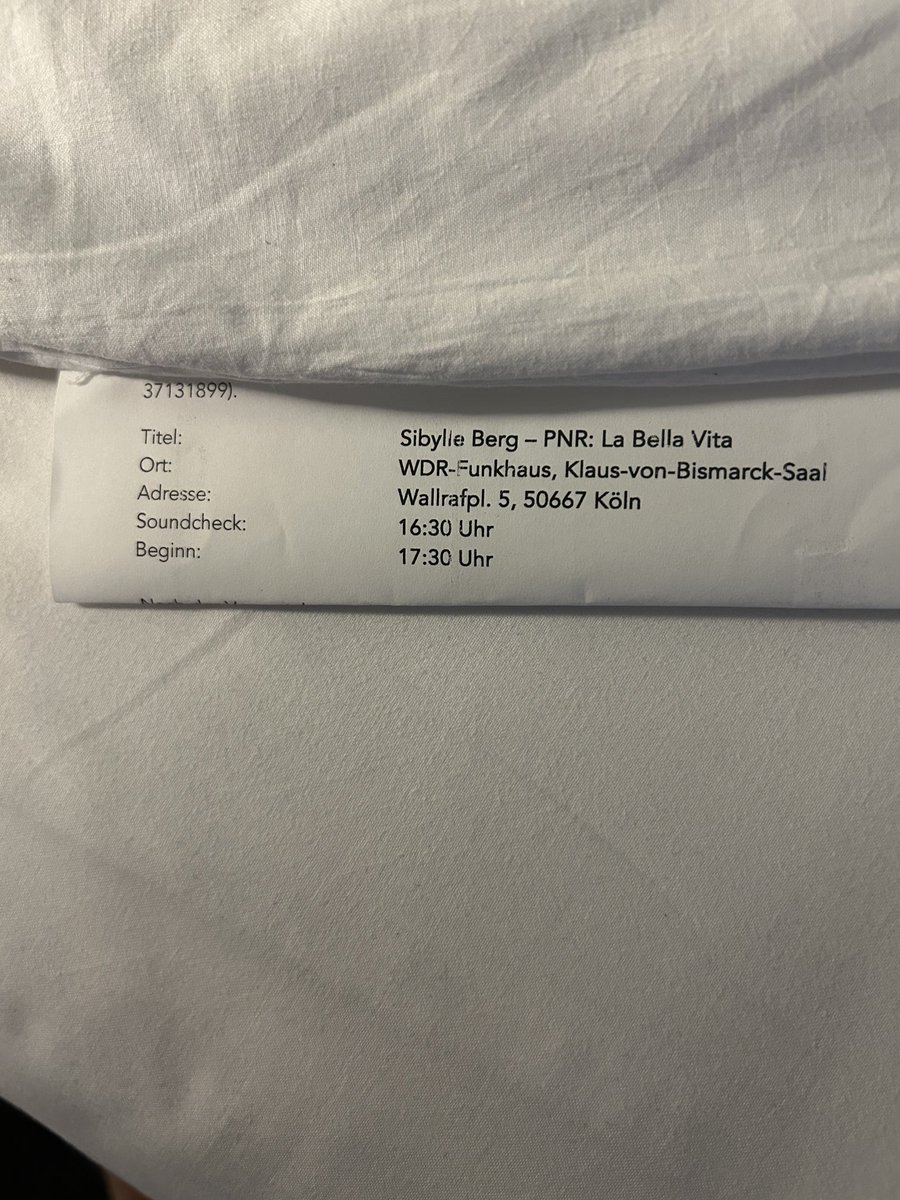 37131899).
Titel: Sibylle Berg – PNR: La Bella Vita
Ort: WDR-Funkhaus, Klaus-von-Bismarck-Saal
Adresse: Wallrafpl. 5, 50667 Köln
Soundcheck: 16:30 Uhr
Beginn: 17:30 Uhr